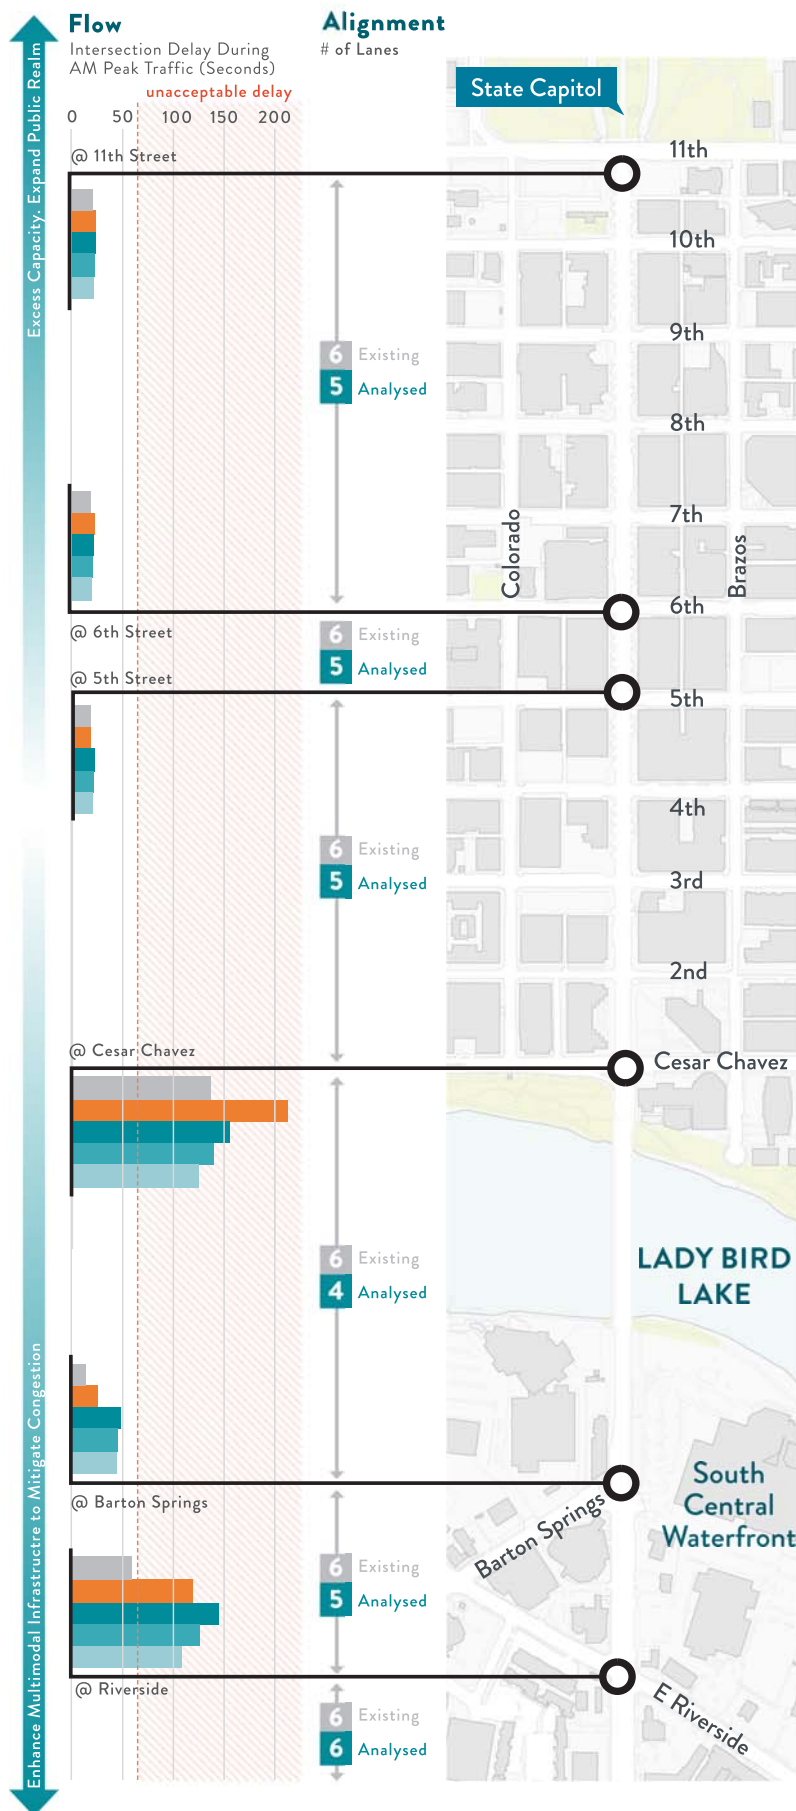 Flow
Intersection Delay During
AM Peak Traffic (Seconds)
unacceptable delay
0 50 100 150 200
Alignment
# of Lanes
State Capitol
Excess Capacity. Expand Public Realm
Enhance Multimodal Infrastructre to Mitigate Congestion
@ 11th Street
11th
10th
9th
6 Existing
5 Analysed
8th
7th
Colorado
Brazos
6th
@ 6th Street
6 Existing
5 Analysed
@ 5th Street
5th
4th
6 Existing
5 Analysed
3rd
2nd
@ Cesar Chavez
Cesar Chavez
6 Existing
4 Analysed
LADY BIRD
LAKE
@ Barton Springs
Barton Springs
South
Central
Waterfront
6 Existing
5 Analysed
@ Riverside
E Riverside
6 Existing
6 Analysed